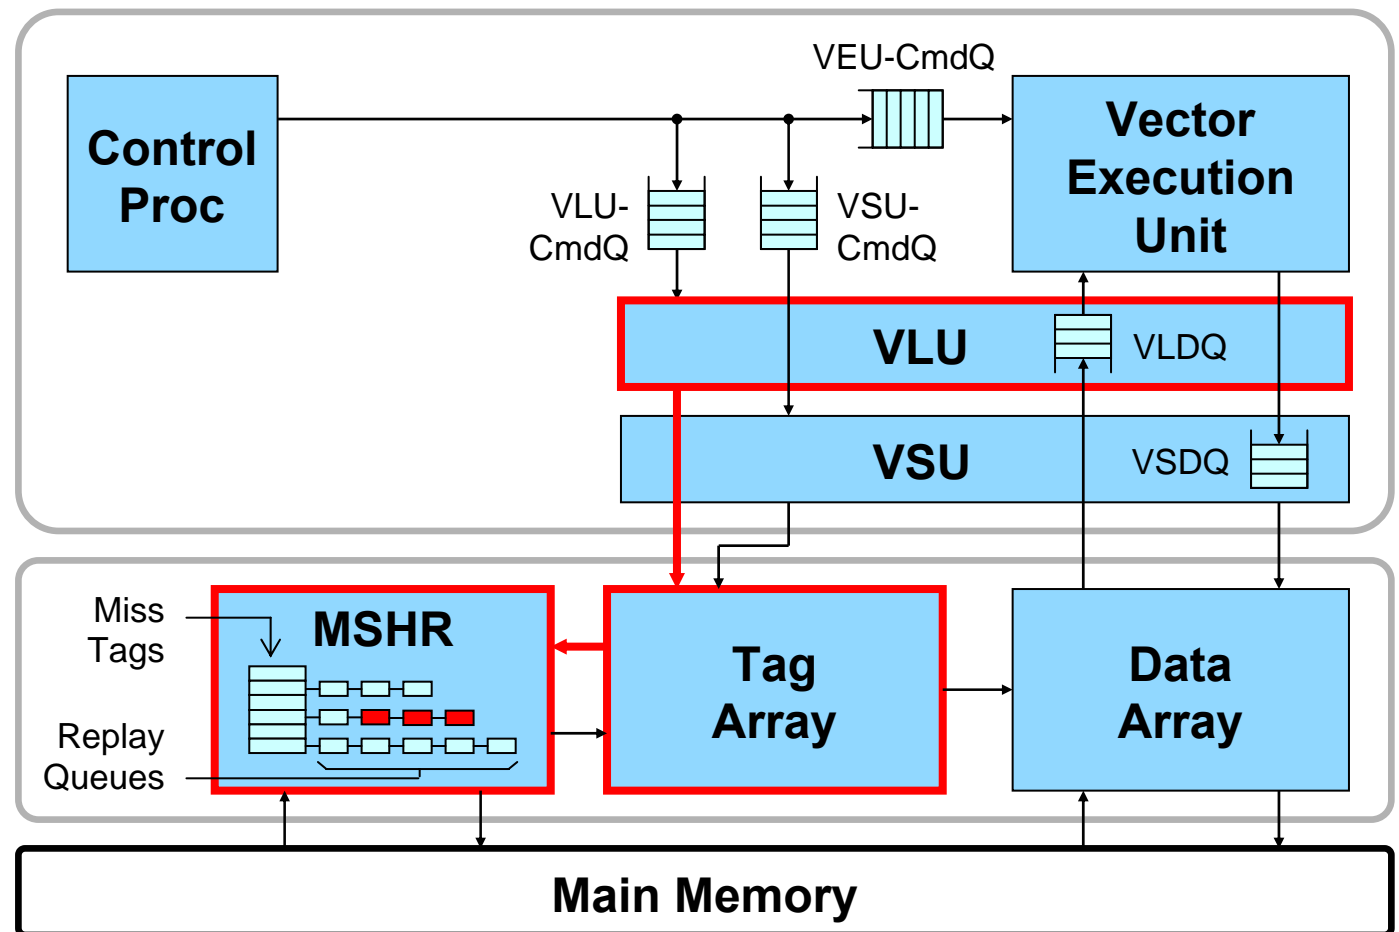 VEU-CmdQ
Control
Proc
Vector
Execution
Unit
VLU-
CmdQ
VSU-
CmdQ
VLU
VLDQ
VSU
VSDQ
Miss
Tags
MSHR
Replay
Queues
Tag
Array
Data
Array
Main Memory